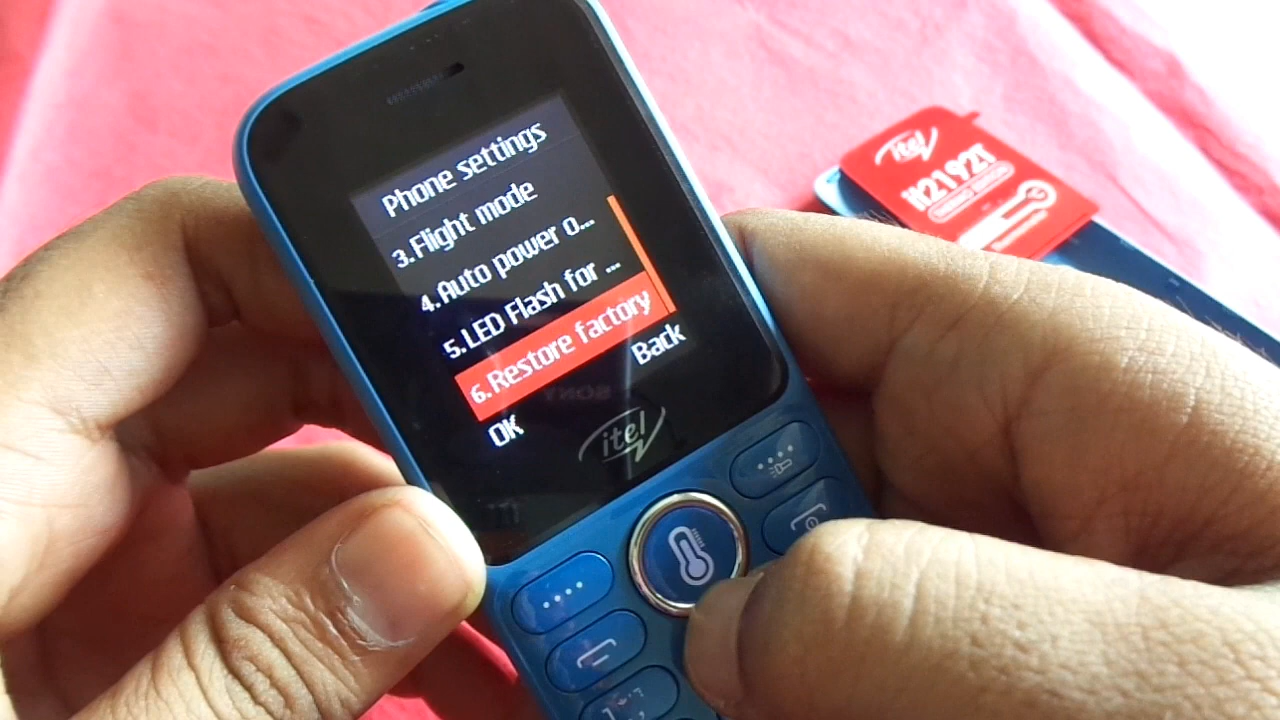 Phone settings
3.Flight mode
4.Auto power o...
5.LED Flash for ...
6.Restore factory
OK
Back
itel
itel
it2192T